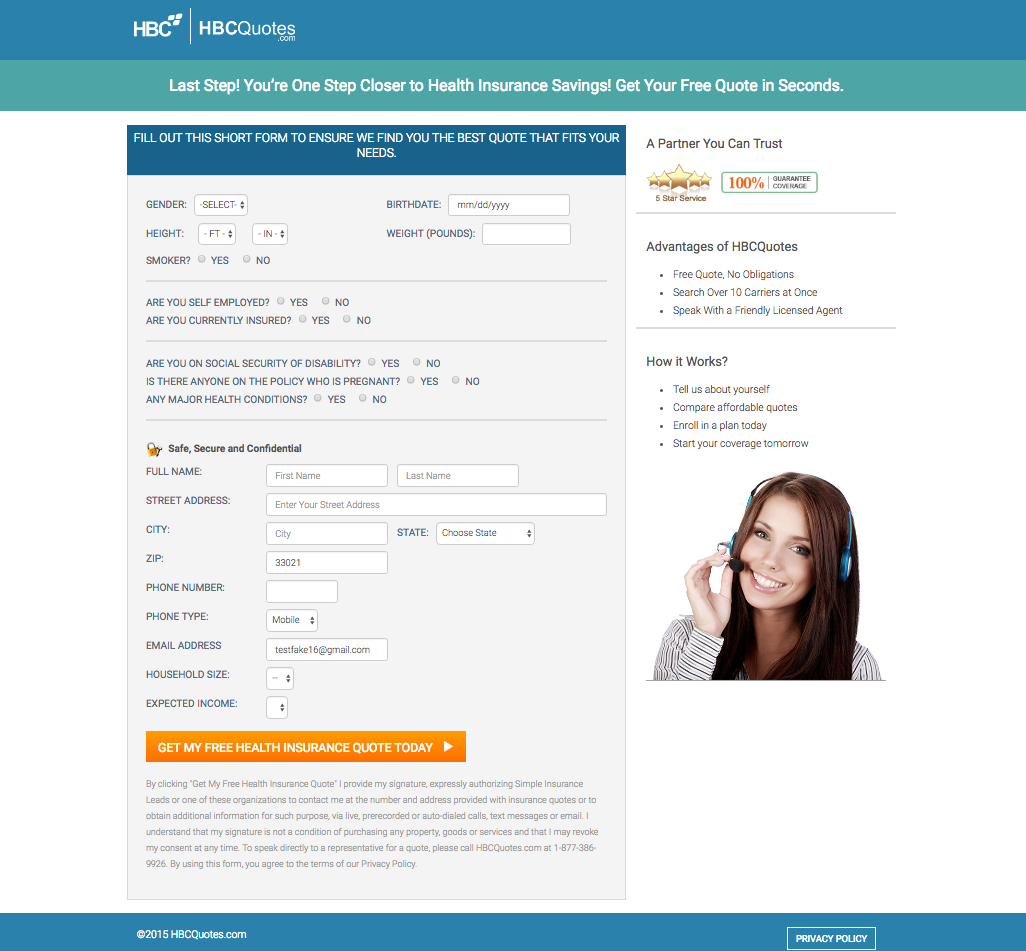 HBC HBCQuotes
.com
Last Step! You're One Step Closer to Health Insurance Savings! Get Your Free Quote in Seconds.
FILL OUT THIS SHORT FORM TO ENSURE WE FIND YOU THE BEST QUOTE THAT FITS YOUR
NEEDS.
GENDER: -SELECT- BIRTHDATE: mm/dd/yyyy
HEIGHT: - FT - - IN - WEIGHT (POUNDS):
SMOKER? YES NO
ARE YOU SELF EMPLOYED? YES NO
ARE YOU CURRENTLY INSURED? YES NO
ARE YOU ON SOCIAL SECURITY OF DISABILITY? YES NO
IS THERE ANYONE ON THE POLICY WHO IS PREGNANT? YES NO
ANY MAJOR HEALTH CONDITIONS? YES NO
Safe, Secure and Confidential
FULL NAME: First Name Last Name
STREET ADDRESS: Enter Your Street Address
CITY: City STATE: Choose State
ZIP: 33021
PHONE NUMBER:
PHONE TYPE: Mobile
EMAIL ADDRESS testfake16@gmail.com
HOUSEHOLD SIZE: --
EXPECTED INCOME:
GET MY FREE HEALTH INSURANCE QUOTE TODAY
By clicking "Get My Free Health Insurance Quote" I provide my signature, expressly authorizing Simple Insurance
Leads or one of these organizations to contact me at the number and address provided with insurance quotes or to
obtain additional information for such purpose, via live, prerecorded or auto-dialed calls, text messages or email. I
understand that my signature is not a condition of purchasing any property, goods or services and that I may revoke
my consent at any time. To speak directly to a representative for a quote, please call HBCQuotes.com at 1-877-386-
9926. By using this form, you agree to the terms of our Privacy Policy.
A Partner You Can Trust
5 Star Service
100% GUARANTEE
COVERAGE
Advantages of HBCQuotes
Free Quote, No Obligations
Search Over 10 Carriers at Once
Speak With a Friendly Licensed Agent
How it Works?
Tell us about yourself
Compare affordable quotes
Enroll in a plan today
Start your coverage tomorrow
©2015 HBCQuotes.com
PRIVACY POLICY